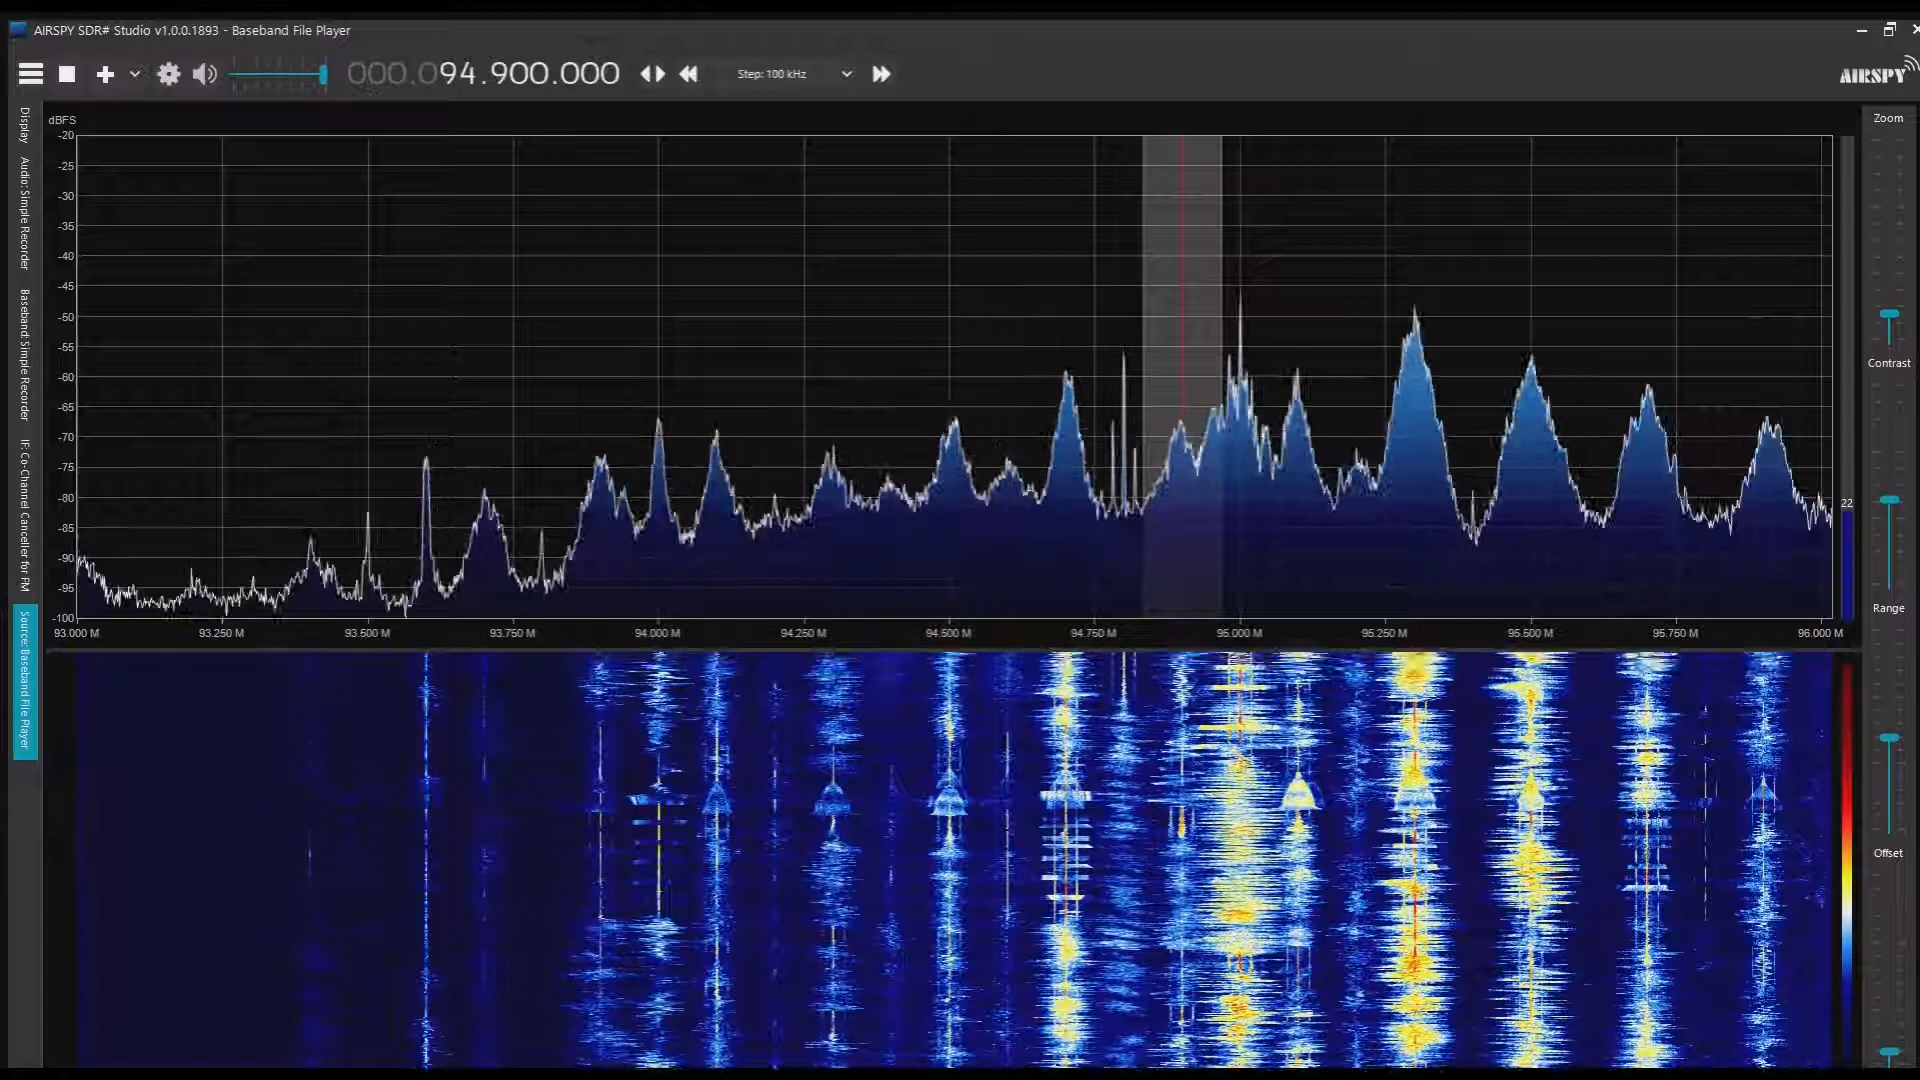 AIRSPY SDR# Studio v1.0.0.1893 - Baseband File Player
000.094.900.000
Step: 100 kHz
AIRSPY
Display
Audio: Simple Recorder
Baseband: Simple Recorder
IF: Co-Channel Canceller for FM
Source: Baseband File Player
dBFS
-20
-25
-30
-35
-40
-45
-50
-55
-60
-65
-70
-75
-80
-85
-90
-95
-100
93.000 M
93.250 M
93.500 M
93.750 M
94.000 M
94.250 M
94.500 M
94.750 M
95.000 M
95.250 M
95.500 M
95.750 M
96.000 M
22
Zoom
Contrast
Range
Offset